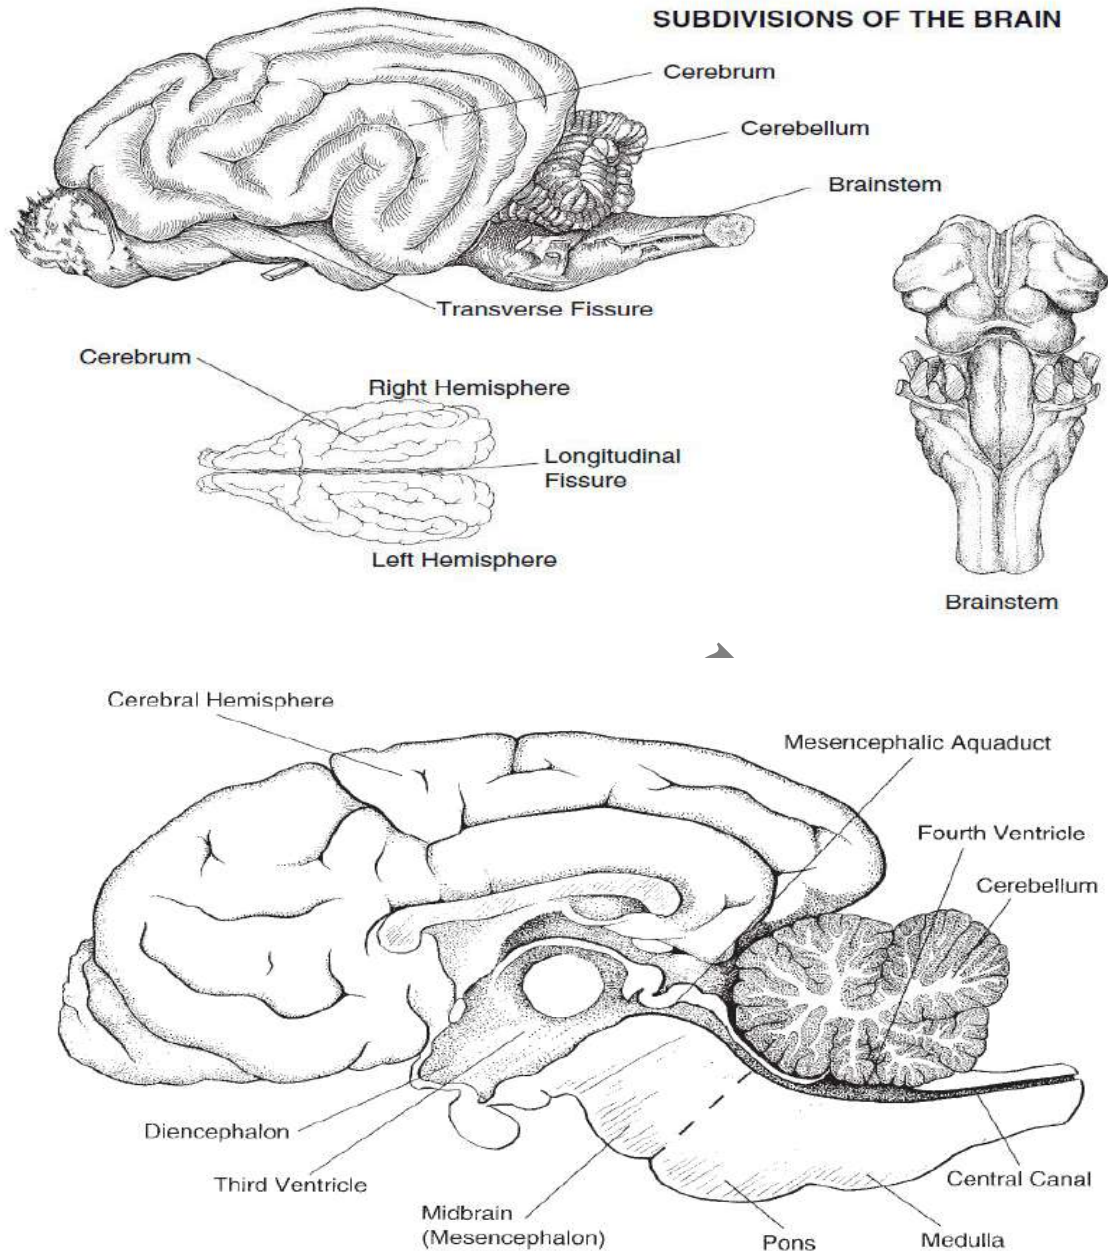 SUBDIVISIONS OF THE BRAIN
Cerebrum
Cerebellum
Brainstem
Transverse Fissure
Cerebrum
Right Hemisphere
Longitudinal
Fissure
Left Hemisphere
Brainstem
Cerebral Hemisphere
Mesencephalic Aquaduct
Fourth Ventricle
Cerebellum
Diencephalon
Third Ventricle
Midbrain
(Mesencephalon)
Pons
Medulla
Central Canal